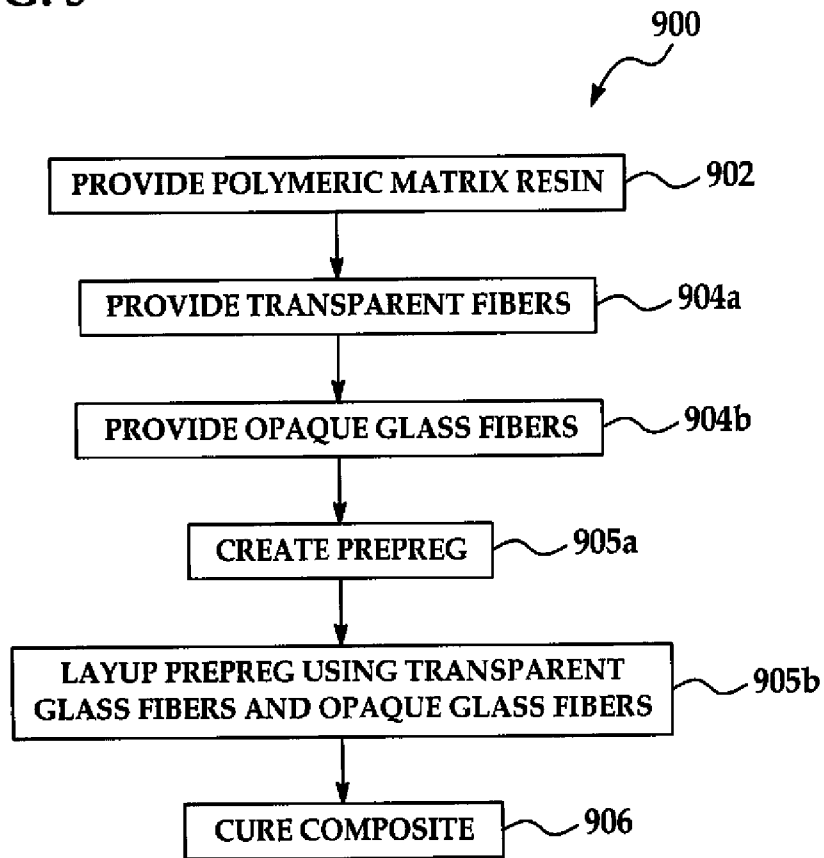 900
PROVIDE POLYMERIC MATRIX RESIN
902
PROVIDE TRANSPARENT FIBERS
904a
PROVIDE OPAQUE GLASS FIBERS
904b
CREATE PREPREG
905a
LAYUP PREPREG USING TRANSPARENT
GLASS FIBERS AND OPAQUE GLASS FIBERS
905b
CURE COMPOSITE
906